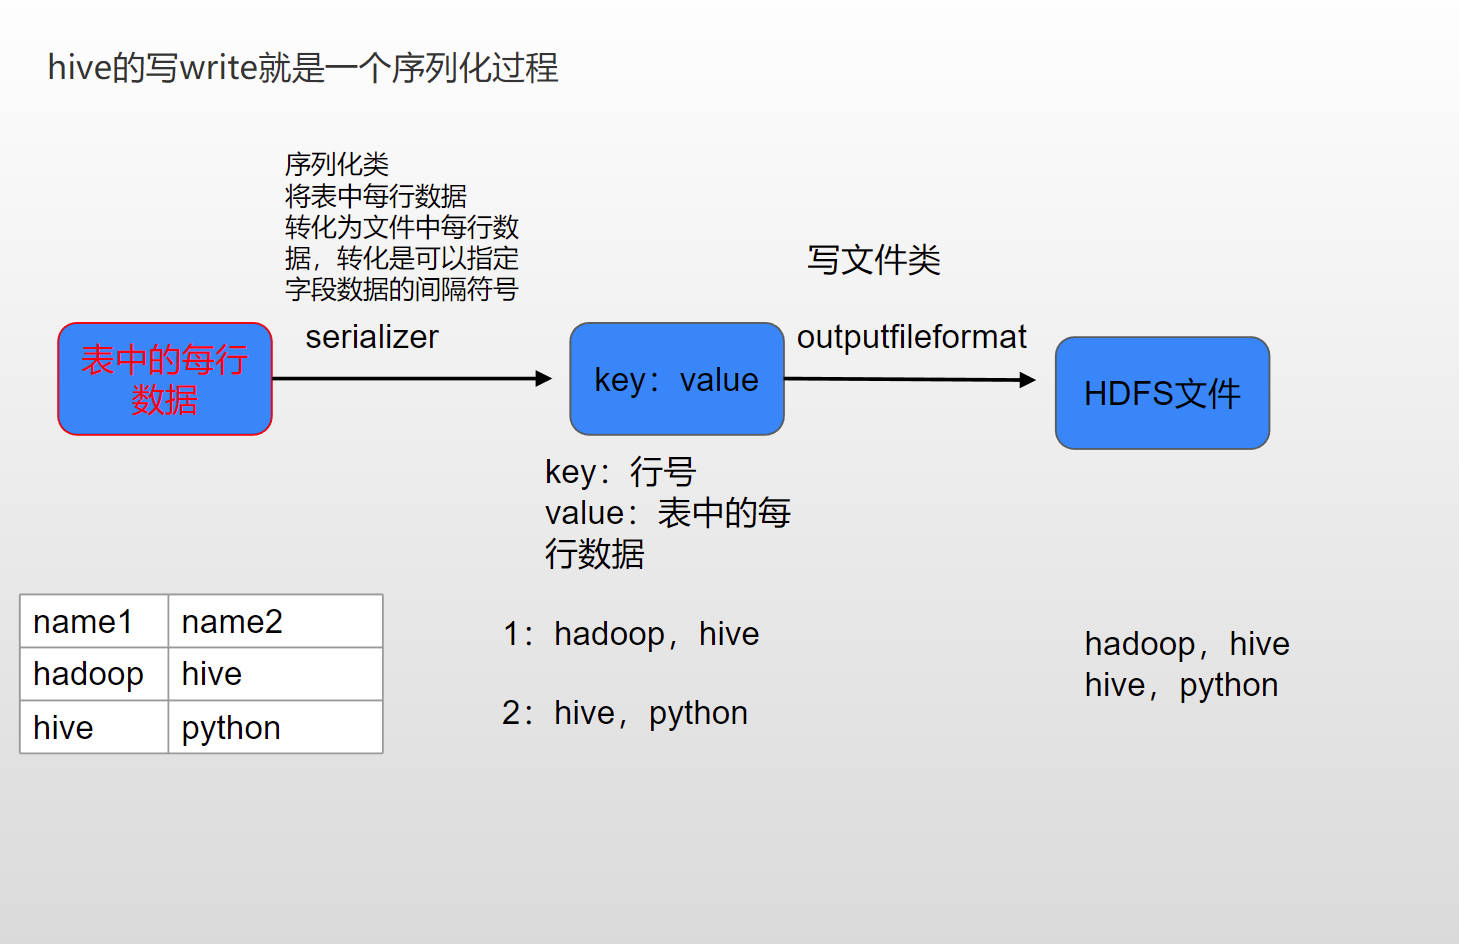 hive的写write就是一个序列化过程
序列化类
将表中每行数据
转化为文件中每行数
据，转化是可以指定
字段数据的间隔符号
写文件类
serializer
outputfileformat
表中的每行
数据
key：value
HDFS文件
key：行号
value：表中的每
行数据
name1 name2
hadoop hive
hive python
1：hadoop，hive
2：hive，python
hadoop，hive
hive，python